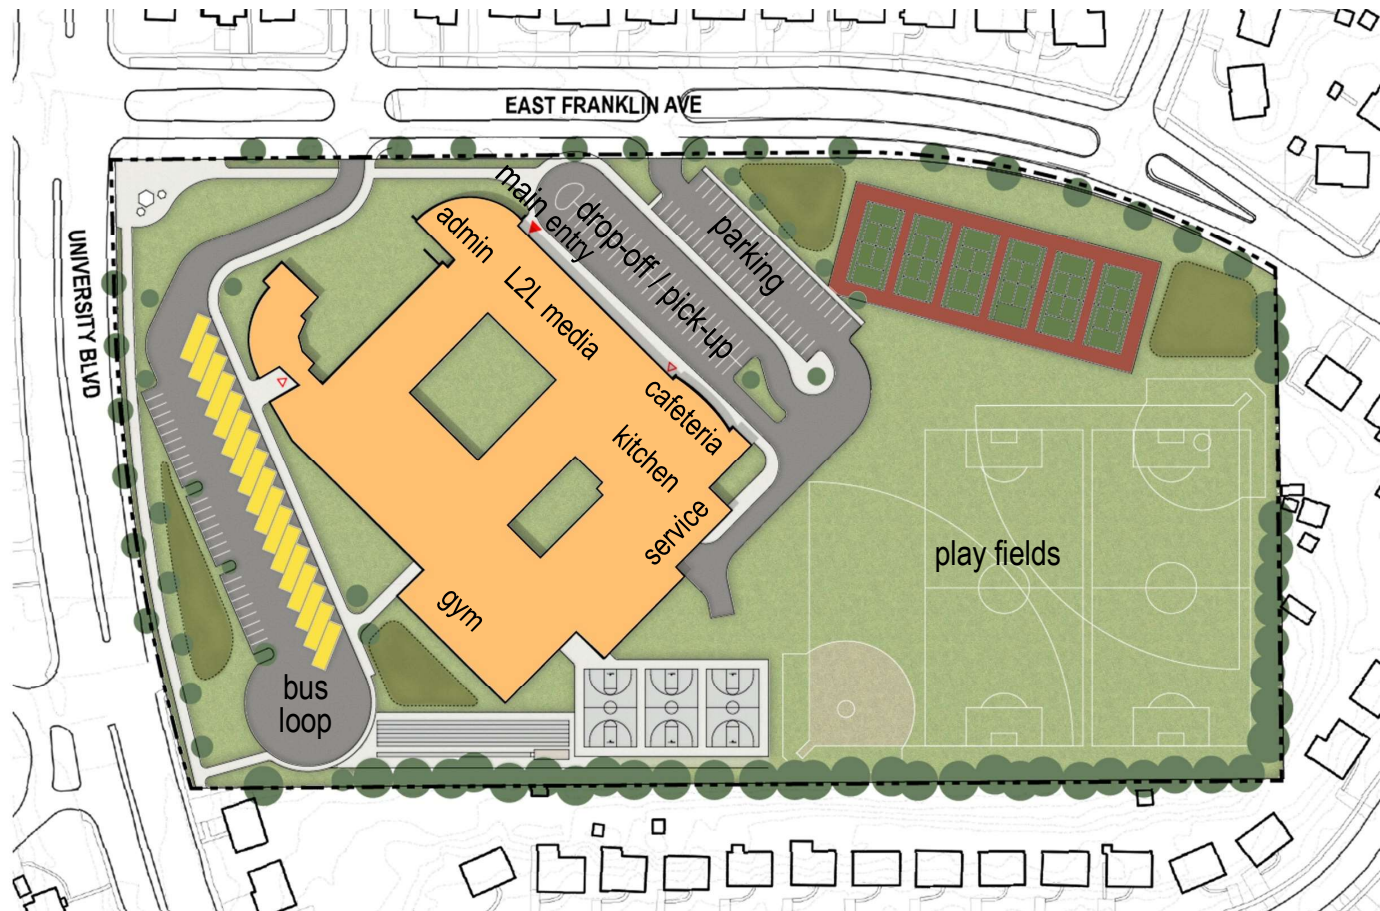 EAST FRANKLIN AVE
UNIVERSITY BLVD
main entry
admin
drop-off / pick-up
parking
L2L media
cafeteria
kitchen
service
gym
play fields
bus
loop